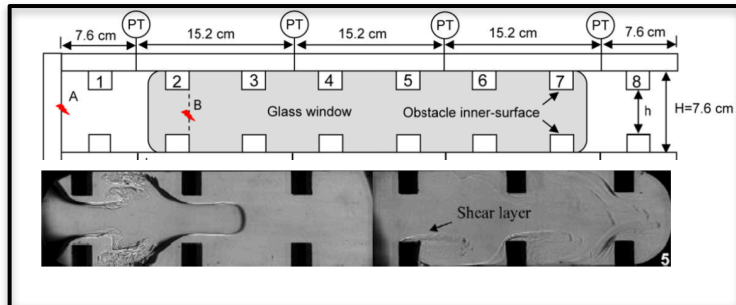 PT PT PT PT
7.6 cm 15.2 cm 15.2 cm 15.2 cm 7.6 cm
1 2 3 4 5 6 7 8
A
B Glass window Obstacle inner-surface h H=7.6 cm
Shear layer
5